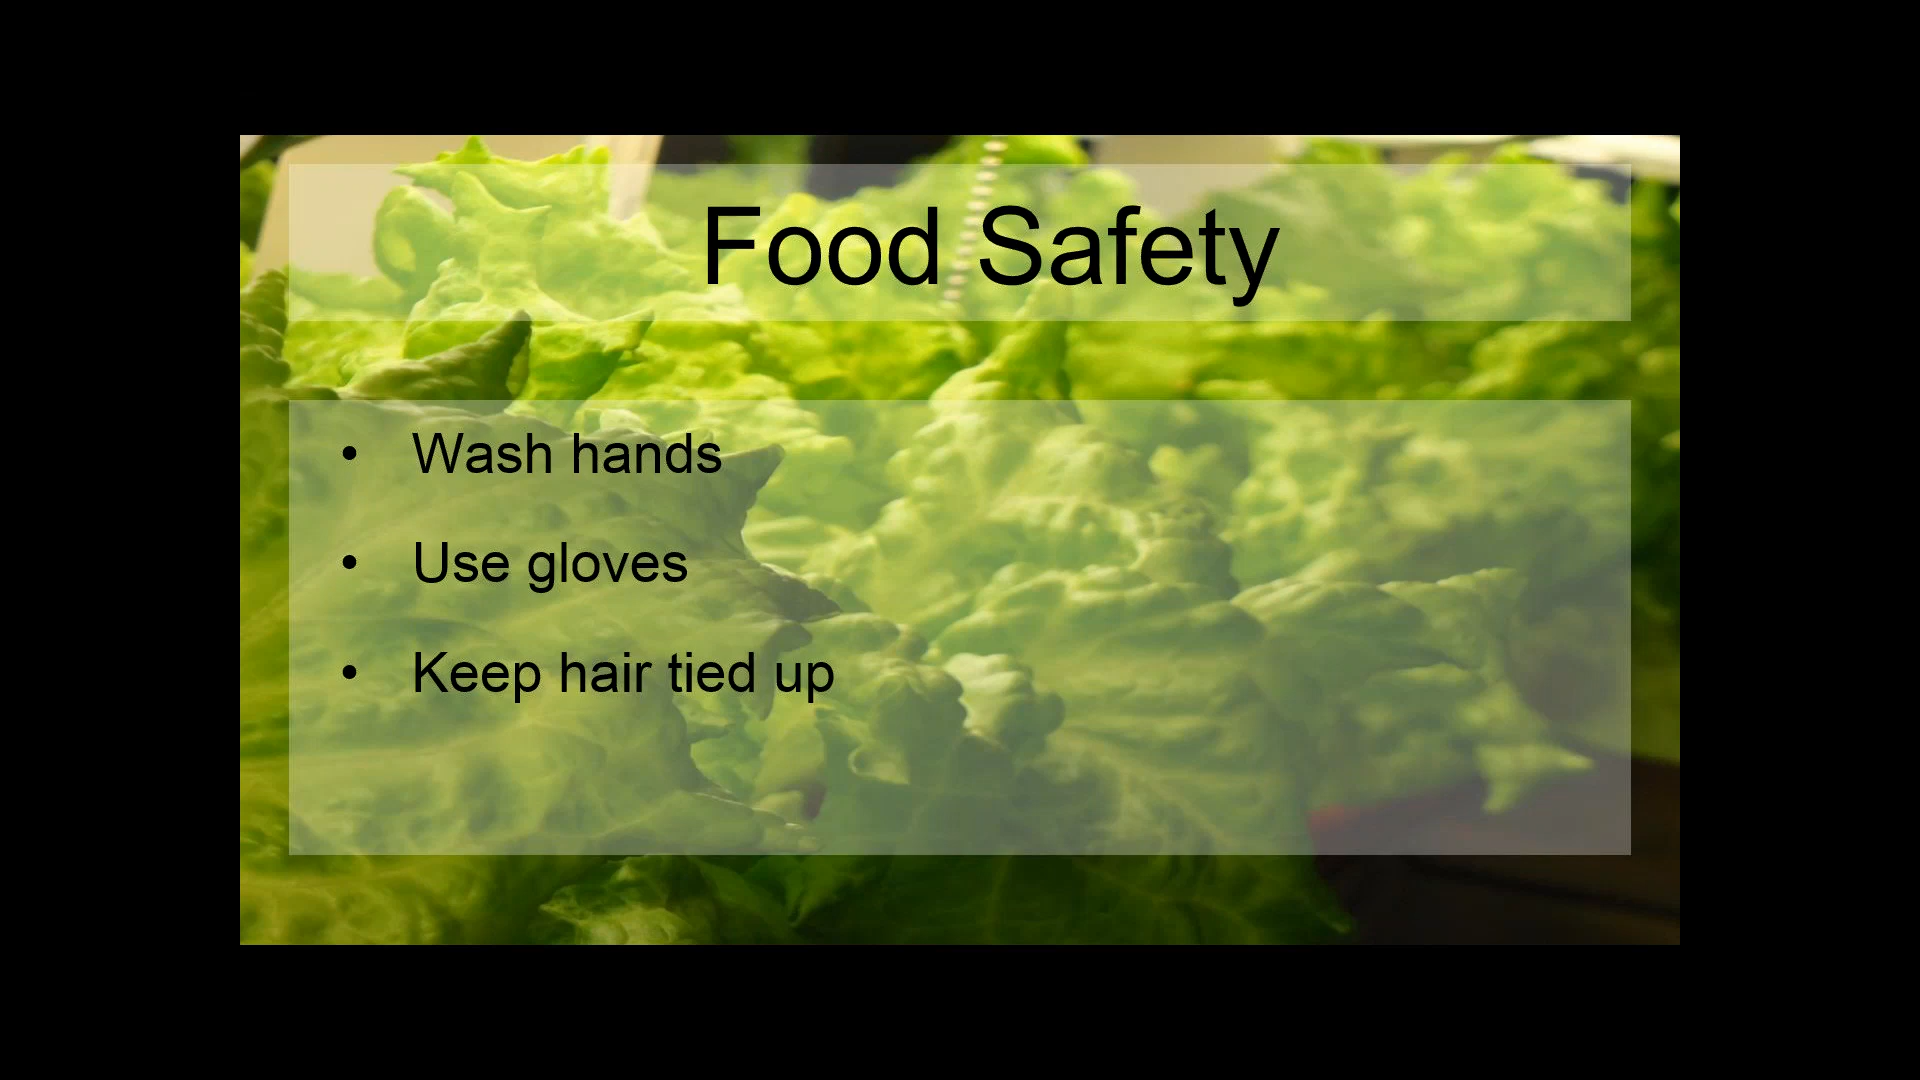 Food Safety
• Wash hands
• Use gloves
• Keep hair tied up